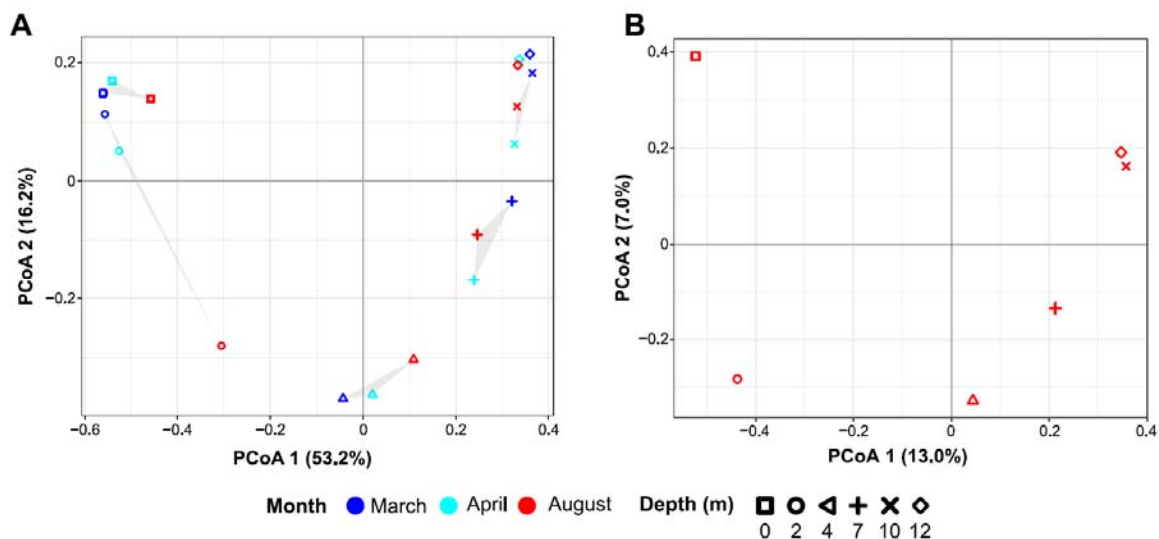 A
0.2
0
−0.2
PCoA 2 (16.2%)
−0.6
−0.4
−0.2
0
0.2
0.4
PCoA 1 (53.2%)
B
0.4
0.2
0
−0.2
PCoA 2 (7.0%)
−0.4
−0.2
0
0.2
0.4
PCoA 1 (13.0%)
Month March April August Depth (m)
0 2 4 7 10 12